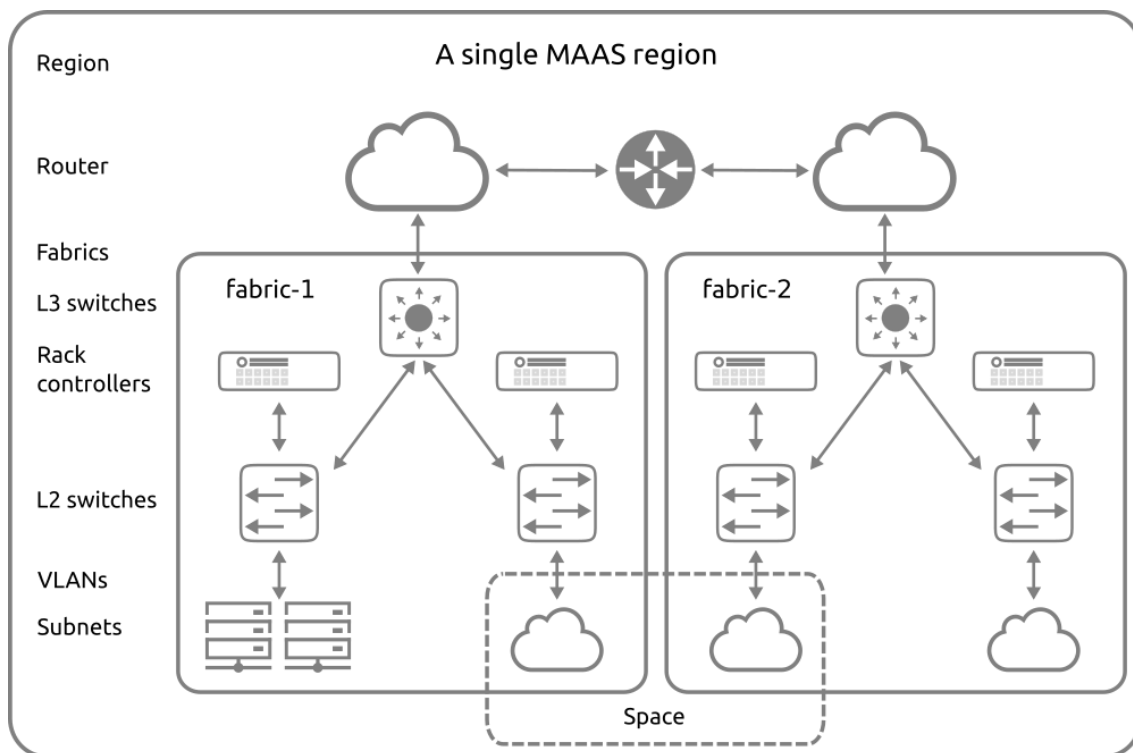 A single MAAS region
Region
Router
Fabrics
fabric-1
fabric-2
L3 switches
Rack
controllers
L2 switches
VLANs
Subnets
Space